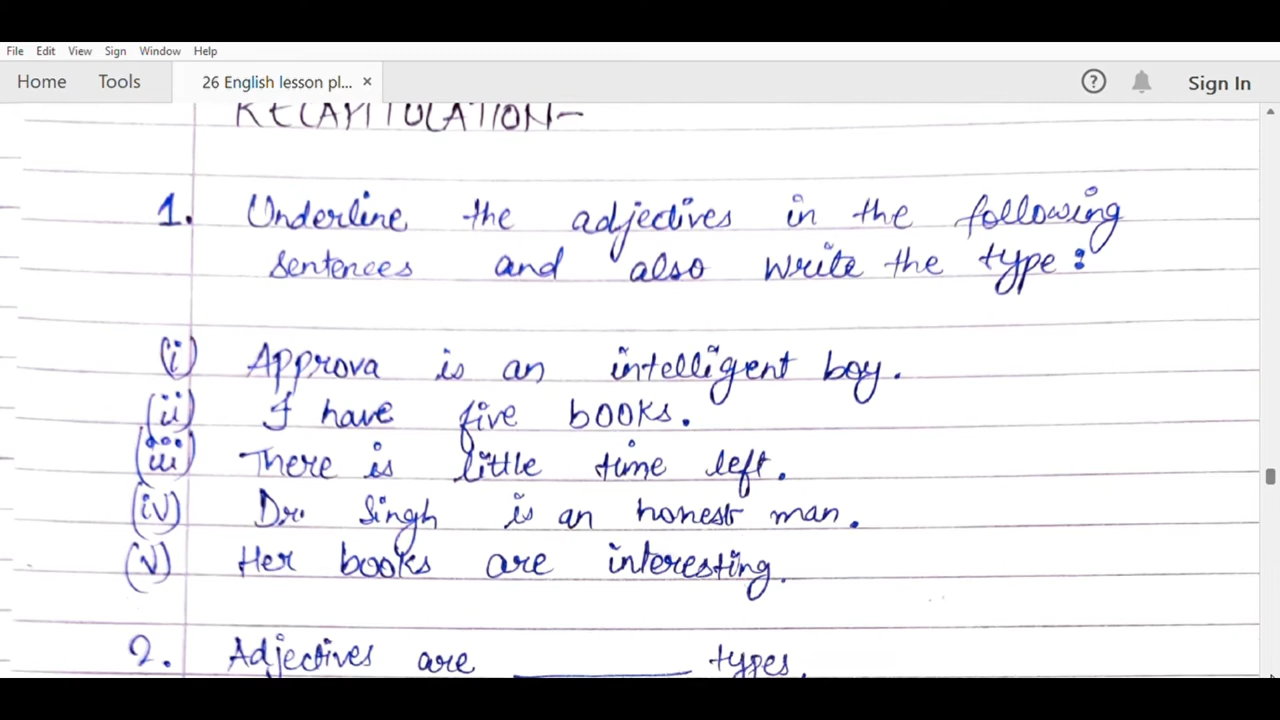 File Edit View Sign Window Help
Home Tools 26 English lesson pl... × ? Sign In
RECAPITULATION-
1. Underline the adjectives in the following
sentences and also write the type:
(i) Approva is an intelligent boy.
(ii) I have five books.
(iii) There is little time left.
(iv) Dr. Singh is an honest man.
(v) Her books are interesting.
2. Adjectives are ________ types.